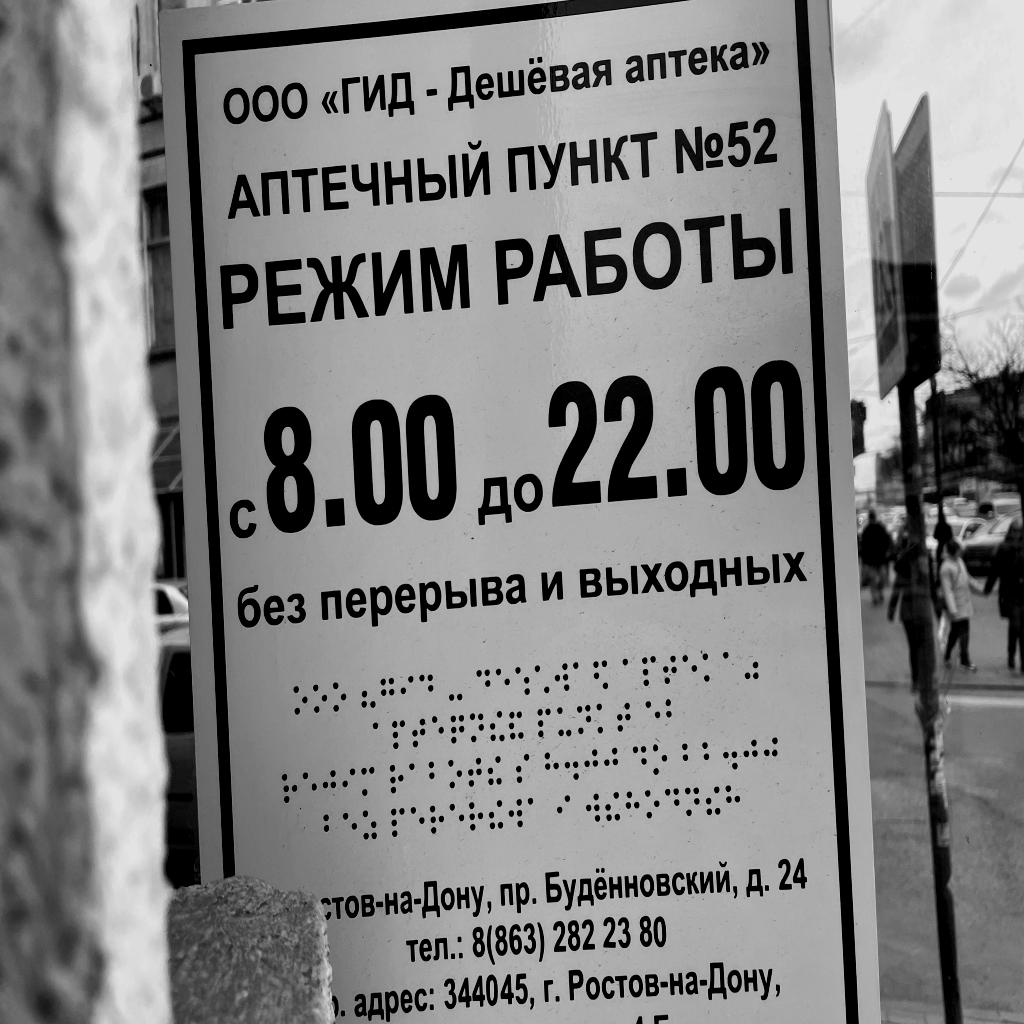 ООО «ГИД - Дешёвая аптека»
АПТЕЧНЫЙ ПУНКТ №52
РЕЖИМ РАБОТЫ
с 8.00 до 22.00
без перерыва и выходных
стов-на-Дону, пр. Будённовский, д. 24
тел.: 8(863) 282 23 80
адрес: 344045, г. Ростов-на-Дону,